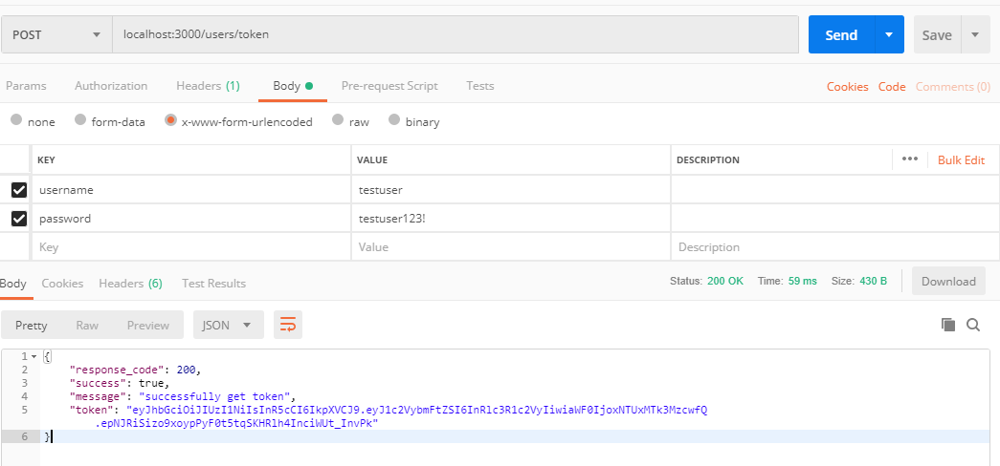 POST localhost:3000/users/token Send Save
Params Authorization Headers (1) Body Pre-request Script Tests Cookies Code Comments (0)
none form-data x-www-form-urlencoded raw binary
KEY VALUE DESCRIPTION ••• Bulk Edit
username testuser
password testuser123!
Key Value Description
Body Cookies Headers (6) Test Results Status: 200 OK Time: 59 ms Size: 430 B Download
Pretty Raw Preview JSON
1 {
2 "response_code": 200,
3 "success": true,
4 "message": "successfully get token",
5 "token": "eyJhbGciOiJIUzI1NiIsInR5cCI6IkpXVCJ9.eyJ1c2VybmFtZSI6InRlc3R1c2VyIiwiaWF0IjoxNTUxMTk3MzcwfQ
.epNJRiSizo9xoypPyF0t5tqSKHRlh4InciWUt_InvPk"
6 }